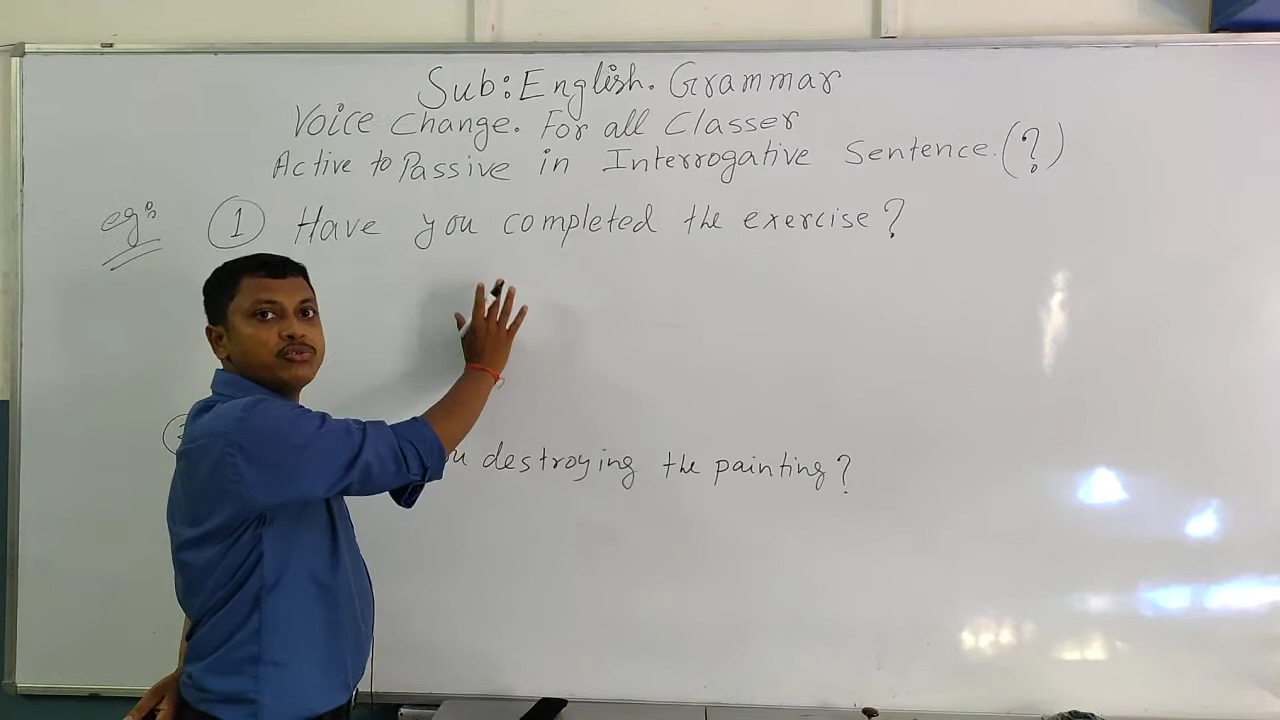 Sub: English. Grammar
Voice Change. For all Classer
Active to Passive in Interrogative Sentence. (?)
eg: ① Have you completed the exercise?
destroying the painting?